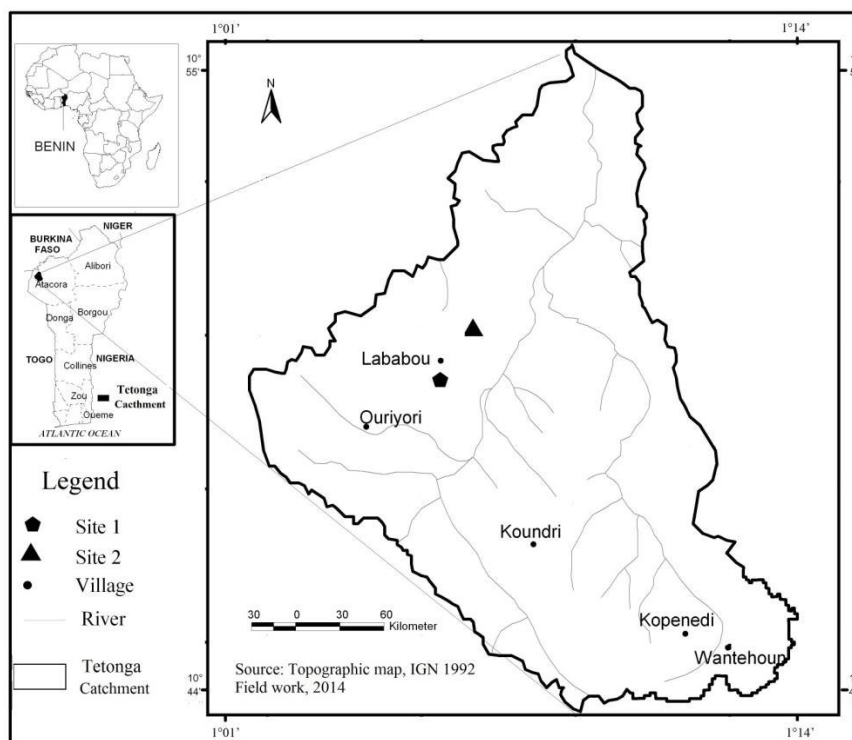 1°01'
1°14'
10°
55'
N
BENIN
NIGER
BURKINA
FASO
Alibori
Atacora
Donga
Borgou
TOGO
NIGERIA
Collines
Zou
Oueme
Tetonga
Cacthment
ATLANTIC OCEAN
Lababou
Ouriyori
Koundri
Kopenedi
Wantehoun
Legend
Site 1
Site 2
Village
River
Tetonga
Catchment
30 0 30 60
Kilometer
Source: Topographic map, IGN 1992
Field work, 2014
10°
44'
1°01'
1°14'